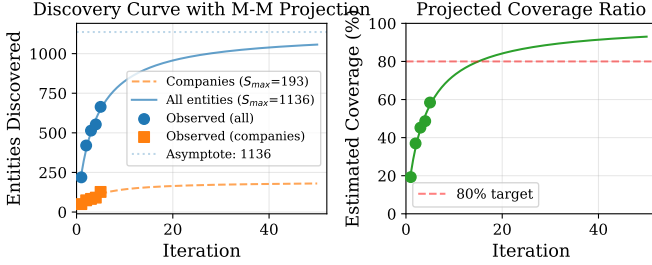 Discovery Curve with M-M Projection
Entities Discovered
1000
750
500
250
0
0
20
40
Iteration
Companies (S_max=193)
All entities (S_max=1136)
Observed (all)
Observed (companies)
Asymptote: 1136
Projected Coverage Ratio
Estimated Coverage (%)
100
80
60
40
20
0
0
20
40
Iteration
80% target